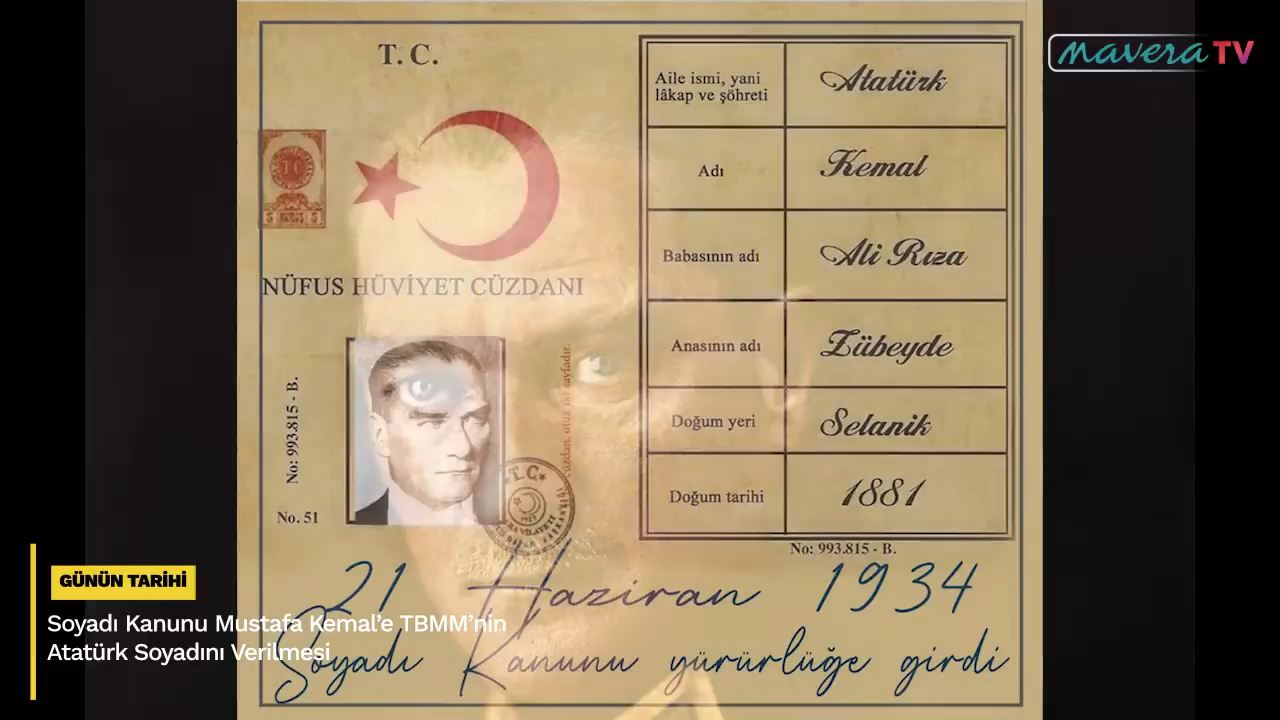 mavera TV
T. C.
NÜFUS HÜVİYET CÜZDANI
No: 993.815 - B.
No. 51
T. C.
Aile ismi, yani
lâkap ve şöhreti
Atatürk
Adı
Kemal
Babasının adı
Ali Rıza
Anasının adı
Zübeyde
Doğum yeri
Selanik
Doğum tarihi
1881
No: 993.815 - B.
21 Haziran 1934
Soyadı Kanunu yürürlüğe girdi
GÜNÜN TARİHİ
Soyadı Kanunu Mustafa Kemal’e TBMM’nin
Atatürk Soyadını Verilmesi